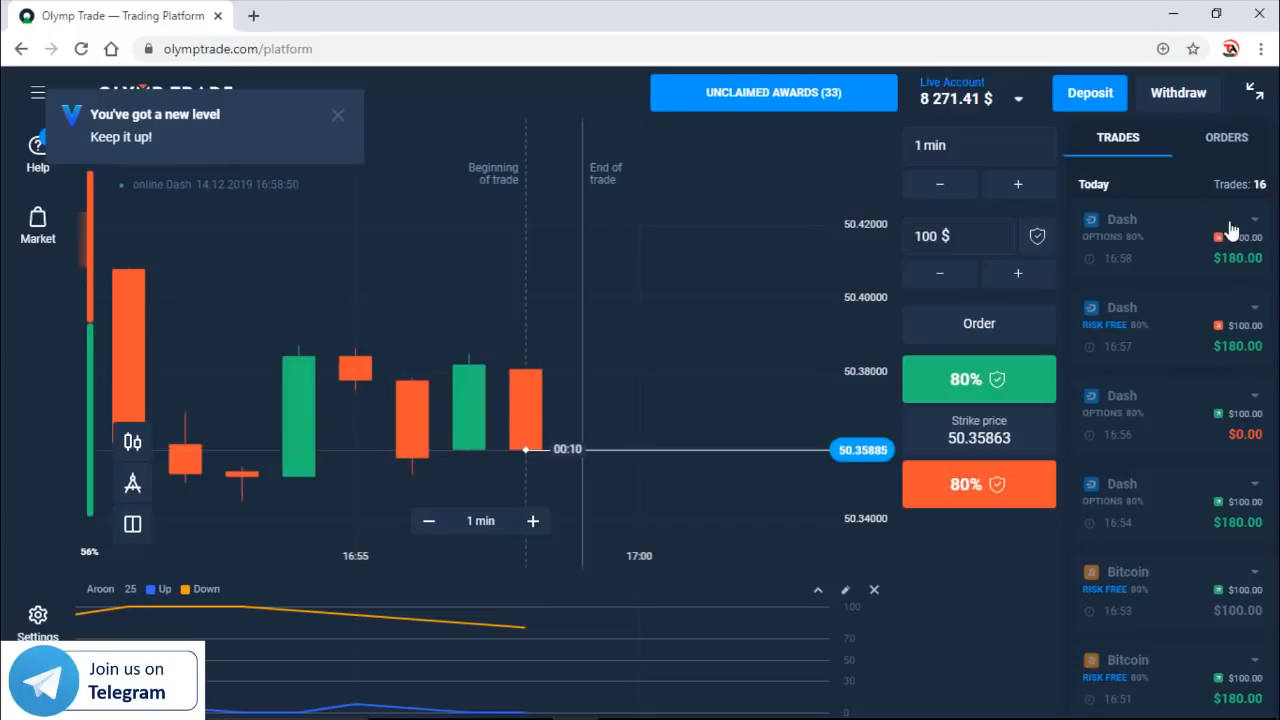 Olymp Trade — Trading Platform
olymptrade.com/platform
OLYMP TRADE
You've got a new level
Keep it up!
UNCLAIMED AWARDS (33)
Live Account
8 271.41 $
Deposit
Withdraw
Help
Market
Settings
online Dash 14.12.2019 16:58:50
Beginning
of trade
End of
trade
50.42000
50.40000
50.38000
50.35885
50.34000
00:10
1 min
56%
16:55
17:00
Aroon 25 Up Down
100
70
50
30
0
1 min
100 $
Order
80%
Strike price
50.35863
80%
TRADES
ORDERS
Today
Trades: 16
Dash
OPTIONS 80%
16:58
$180.00
Dash
RISK FREE 80%
$100.00
16:57
$180.00
Dash
OPTIONS 80%
$100.00
16:56
$0.00
Dash
OPTIONS 80%
$100.00
16:54
$180.00
Bitcoin
RISK FREE 80%
$100.00
16:53
$100.00
Bitcoin
RISK FREE 80%
$100.00
16:51
$180.00
Join us on
Telegram